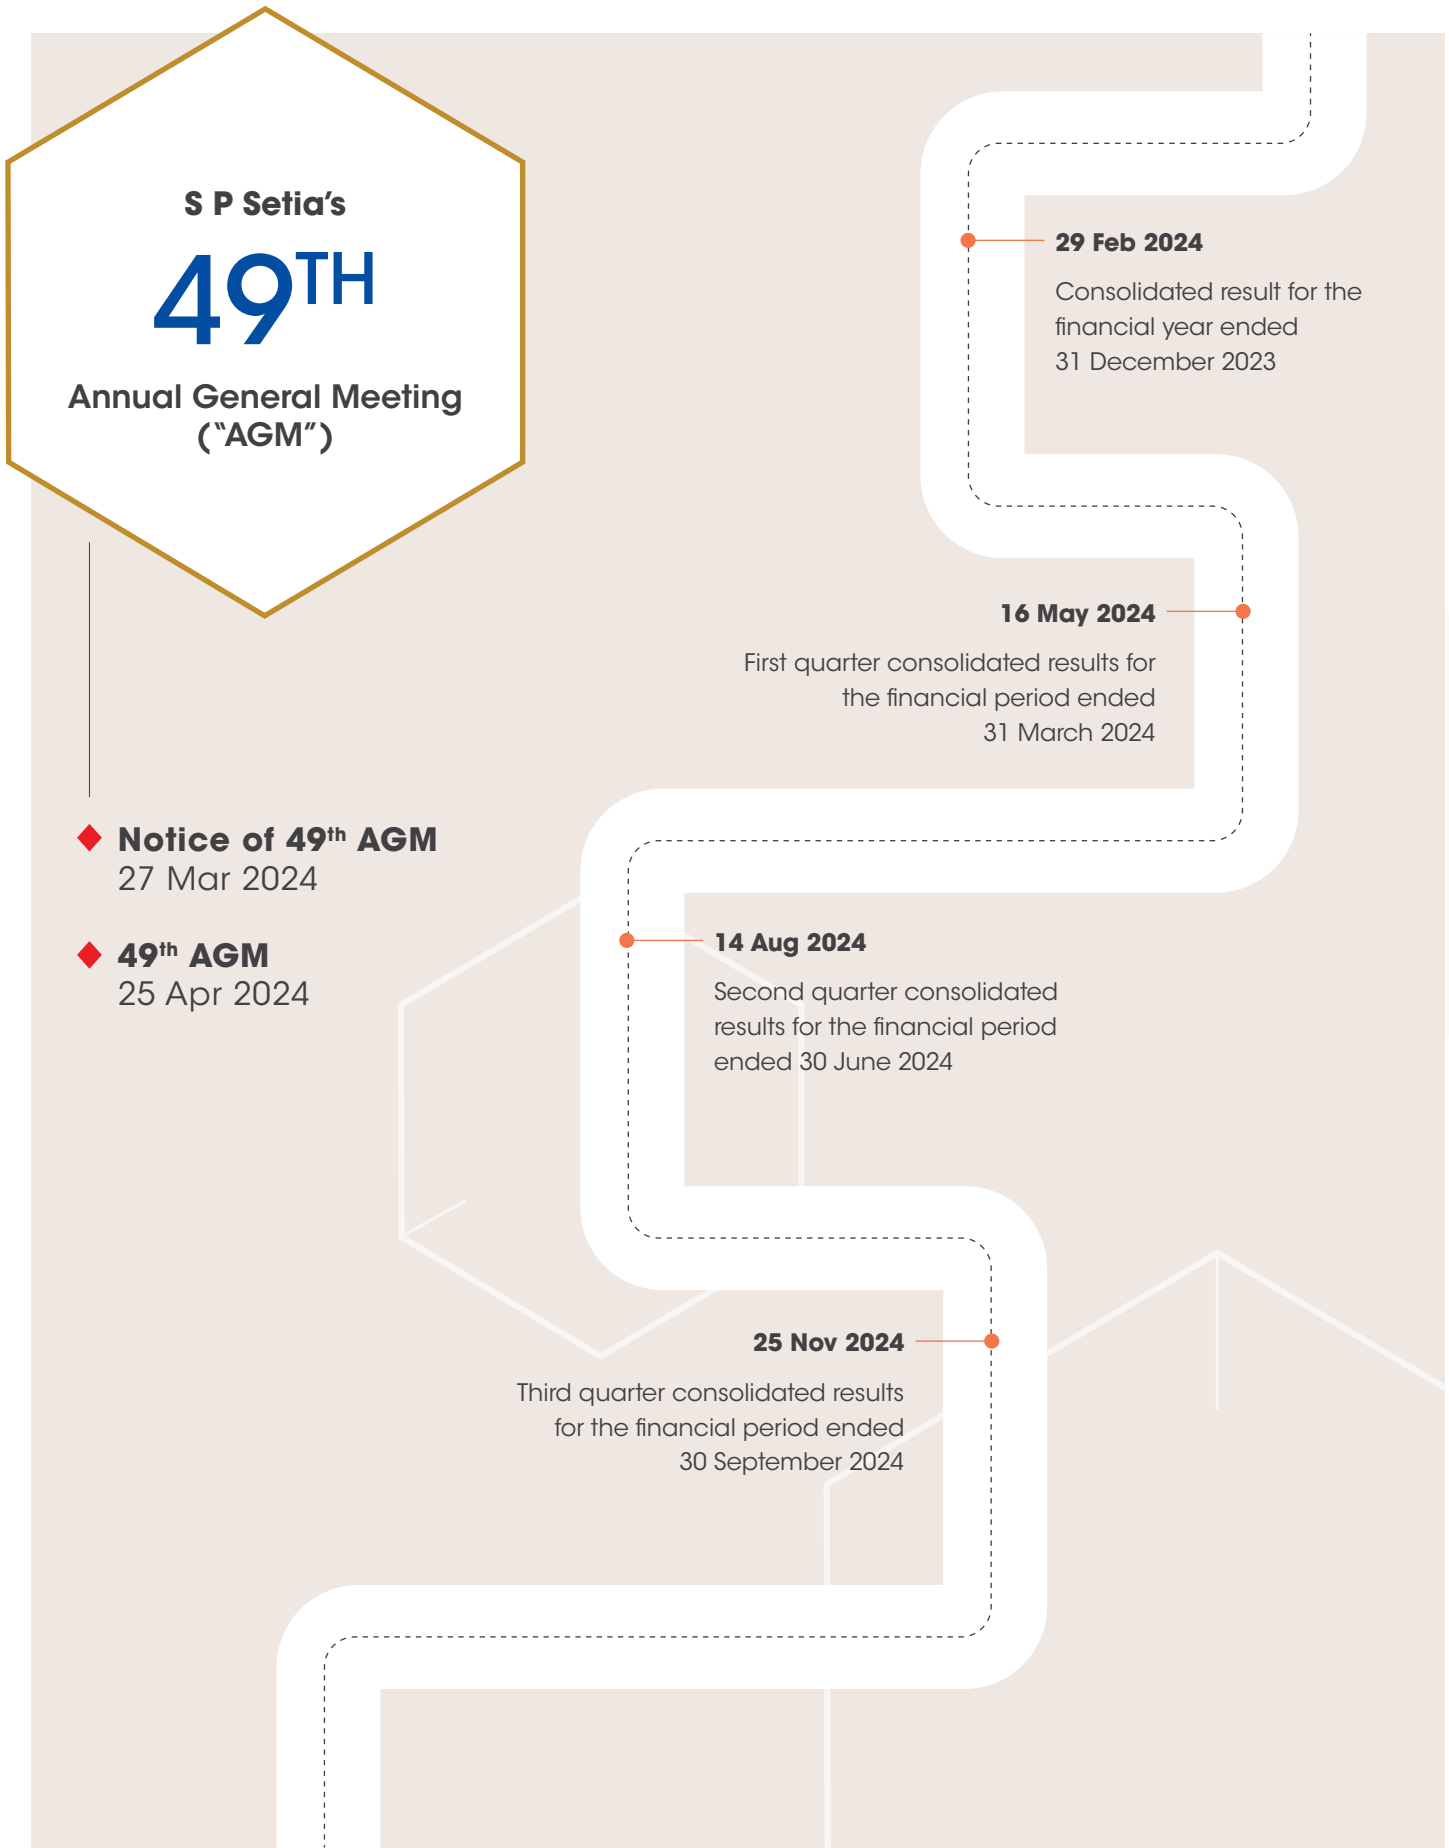 S P Setia’s
49TH
Annual General Meeting
(“AGM”)
Notice of 49th AGM
27 Mar 2024
49th AGM
25 Apr 2024
29 Feb 2024
Consolidated result for the
financial year ended
31 December 2023
16 May 2024
First quarter consolidated results for
the financial period ended
31 March 2024
14 Aug 2024
Second quarter consolidated
results for the financial period
ended 30 June 2024
25 Nov 2024
Third quarter consolidated results
for the financial period ended
30 September 2024